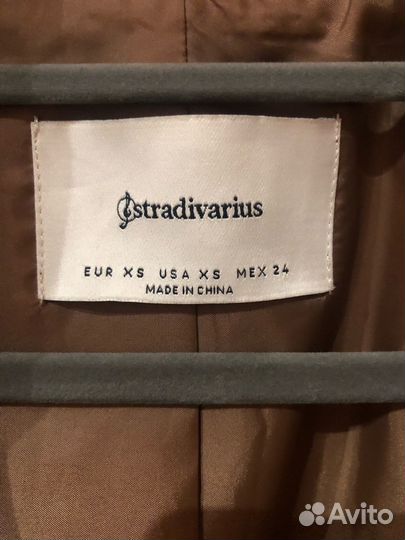 stradivarius
EUR XS USA XS MEX 24
MADE IN CHINA
Avito